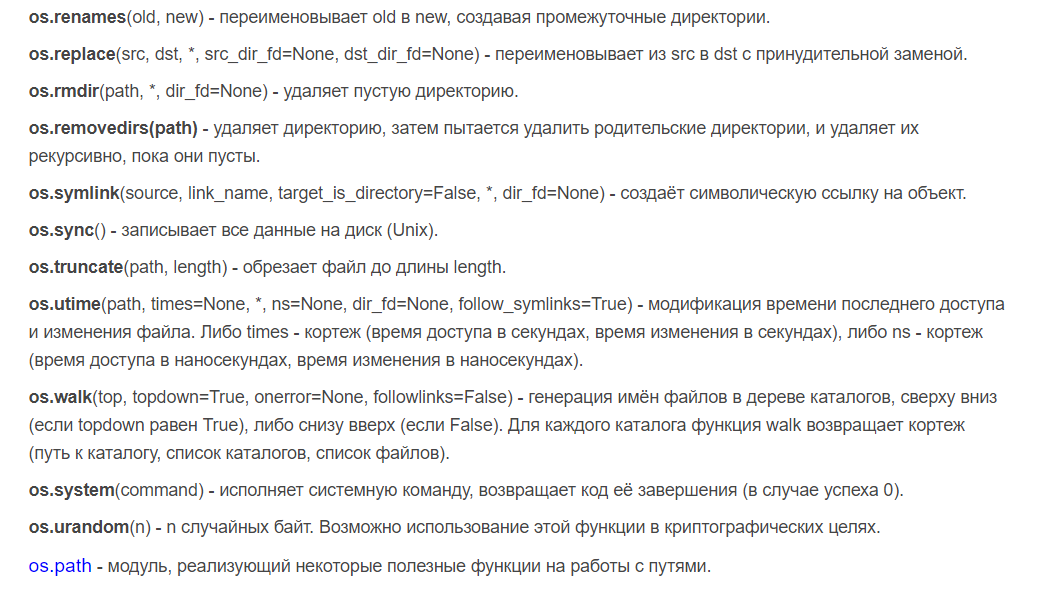 os.renames(old, new) - переименовывает old в new, создавая промежуточные директории.
os.replace(src, dst, *, src_dir_fd=None, dst_dir_fd=None) - переименовывает из src в dst с принудительной заменой.
os.rmdir(path, *, dir_fd=None) - удаляет пустую директорию.
os.removedirs(path) - удаляет директорию, затем пытается удалить родительские директории, и удаляет их
рекурсивно, пока они пусты.
os.symlink(source, link_name, target_is_directory=False, *, dir_fd=None) - создаёт символическую ссылку на объект.
os.sync() - записывает все данные на диск (Unix).
os.truncate(path, length) - обрезает файл до длины length.
os.utime(path, times=None, *, ns=None, dir_fd=None, follow_symlinks=True) - модификация времени последнего доступа
и изменения файла. Либо times - кортеж (время доступа в секундах, время изменения в секундах), либо ns - кортеж
(время доступа в наносекундах, время изменения в наносекундах).
os.walk(top, topdown=True, onerror=None, followlinks=False) - генерация имён файлов в дереве каталогов, сверху вниз
(если topdown равен True), либо снизу вверх (если False). Для каждого каталога функция walk возвращает кортеж
(путь к каталогу, список каталогов, список файлов).
os.system(command) - исполняет системную команду, возвращает код её завершения (в случае успеха 0).
os.urandom(n) - n случайных байт. Возможно использование этой функции в криптографических целях.
os.path - модуль, реализующий некоторые полезные функции на работы с путями.